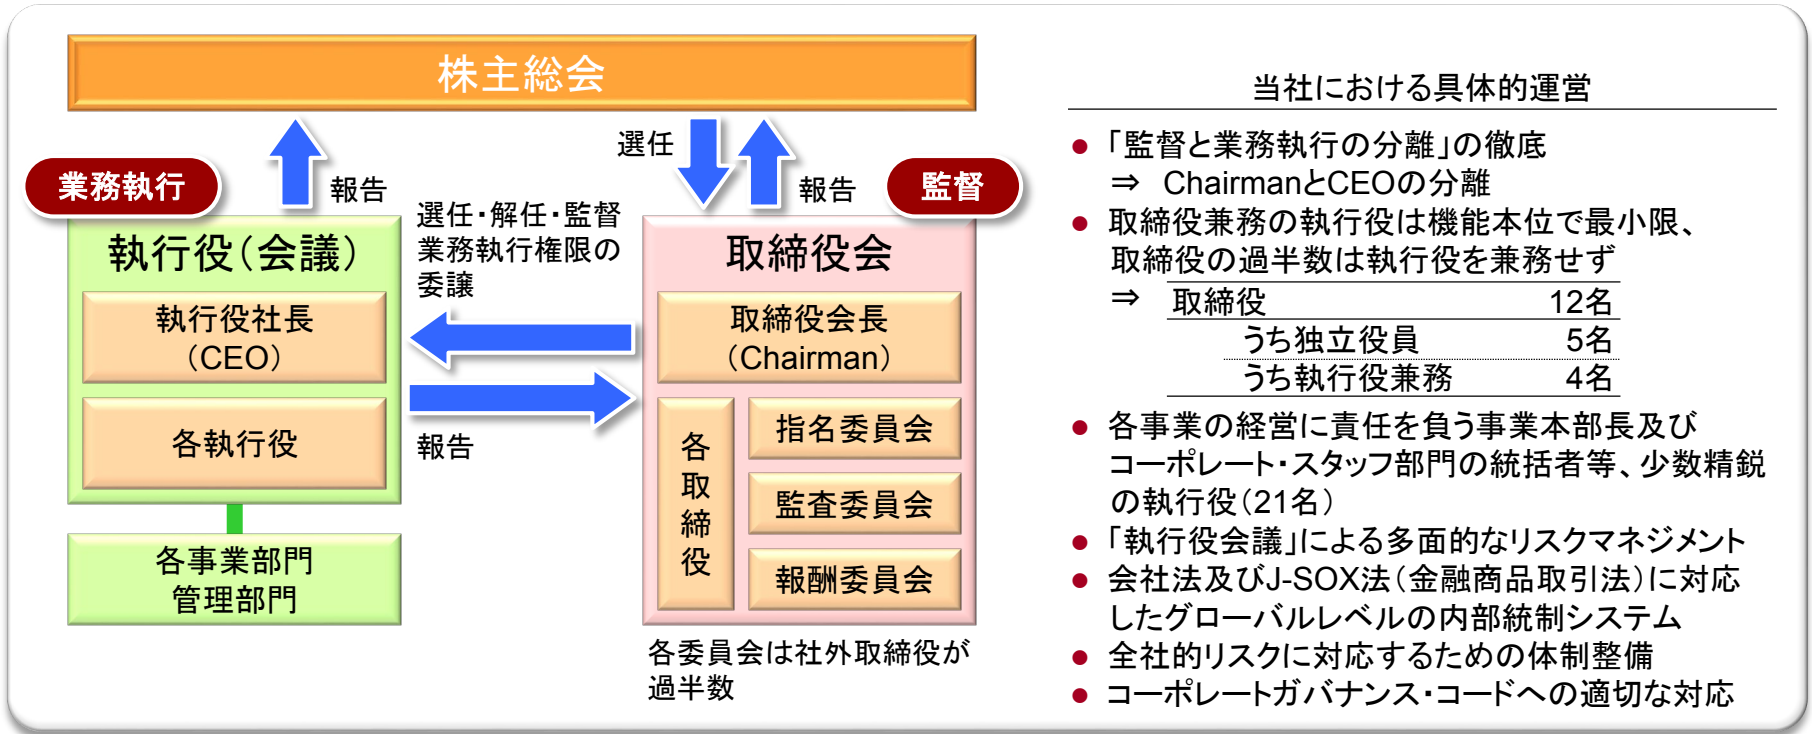 株主総会
選任
報告
報告
業務執行
監督
執行役（会議）
執行役社長
（CEO）
各執行役
各事業部門
管理部門
選任・解任・監督
業務執行権限の
委譲
報告
取締役会
取締役会長
（Chairman）
各取締役
指名委員会
監査委員会
報酬委員会
各委員会は社外取締役が
過半数
当社における具体的運営
● 「監督と業務執行の分離」の徹底
⇒ ChairmanとCEOの分離
● 取締役兼務の執行役は機能本位で最小限、
取締役の過半数は執行役を兼務せず
⇒ 取締役 12名
うち独立役員 5名
うち執行役兼務 4名
● 各事業の経営に責任を負う事業本部長及び
コーポレート・スタッフ部門の統括者等、少数精鋭
の執行役（21名）
● 「執行役会議」による多面的なリスクマネジメント
● 会社法及びJ-SOX法（金融商品取引法）に対応
したグローバルレベルの内部統制システム
● 全社的リスクに対応するための体制整備
● コーポレートガバナンス・コードへの適切な対応